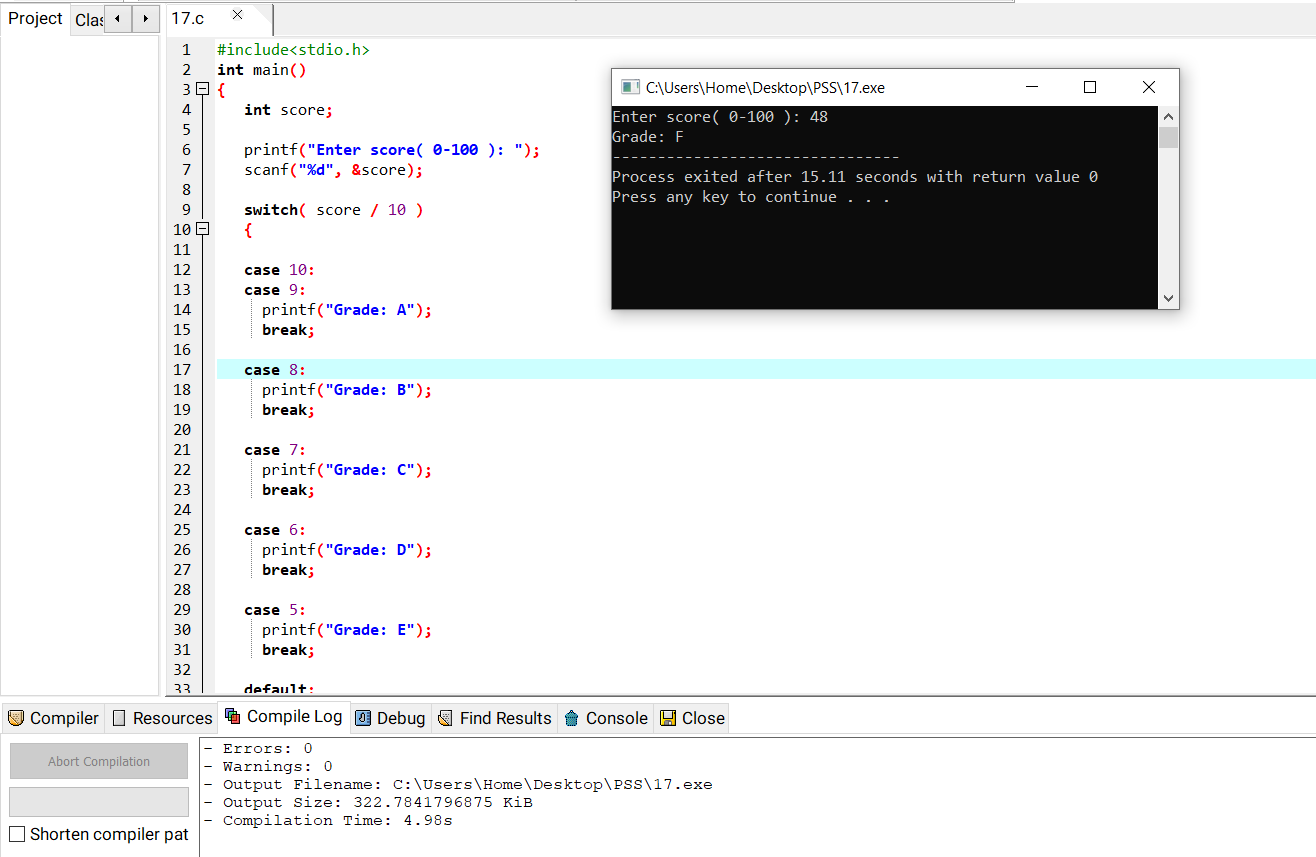 Project Clas 17.c
1 #include<stdio.h>
2 int main()
3 {
4 int score;
5
6 printf("Enter score( 0-100 ): ");
7 scanf("%d", &score);
8
9 switch( score / 10 )
10 {
11
12 case 10:
13 case 9:
14 printf("Grade: A");
15 break;
16
17 case 8:
18 printf("Grade: B");
19 break;
20
21 case 7:
22 printf("Grade: C");
23 break;
24
25 case 6:
26 printf("Grade: D");
27 break;
28
29 case 5:
30 printf("Grade: E");
31 break;
32
33 default:
C:\Users\Home\Desktop\PSS\17.exe
Enter score( 0-100 ): 48
Grade: F
--------------------------------
Process exited after 15.11 seconds with return value 0
Press any key to continue . . .
Compiler Resources Compile Log Debug Find Results Console Close
Abort Compilation
Shorten compiler pat
- Errors: 0
- Warnings: 0
- Output Filename: C:\Users\Home\Desktop\PSS\17.exe
- Output Size: 322.7841796875 KiB
- Compilation Time: 4.98s